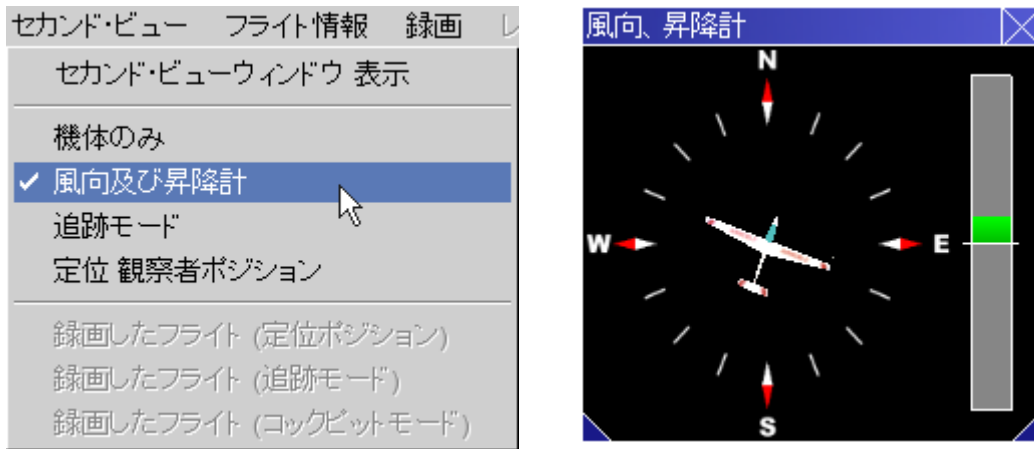 セカンド・ビュー フライト情報 録画 レ
セカンド・ビューウィンドウ 表示
機体のみ
風向及び昇降計
追跡モード
定位 観察者ポジション
録画したフライト (定位ポジション)
録画したフライト (追跡モード)
録画したフライト (コックピットモード)
風向、昇降計
N
W E
S